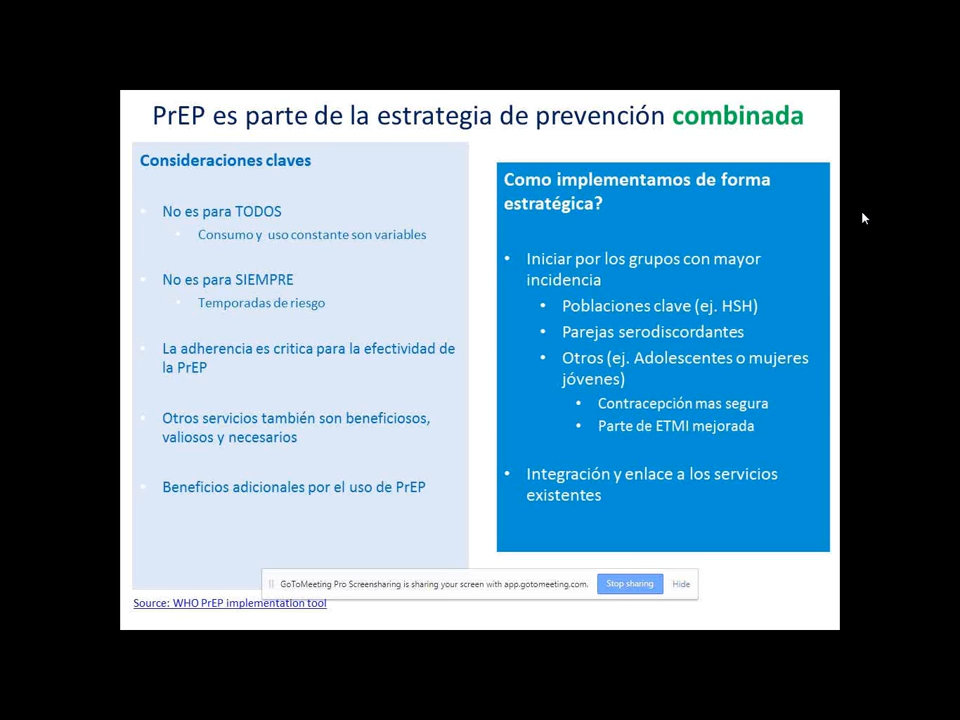 PrEP es parte de la estrategia de prevención combinada
Consideraciones claves
• No es para TODOS
• Consumo y uso constante son variables
• No es para SIEMPRE
• Temporadas de riesgo
• La adherencia es critica para la efectividad de
la PrEP
• Otros servicios también son beneficiosos,
valiosos y necesarios
• Beneficios adicionales por el uso de PrEP
Como implementamos de forma
estratégica?
• Iniciar por los grupos con mayor
incidencia
• Poblaciones clave (ej. HSH)
• Parejas serodiscordantes
• Otros (ej. Adolescentes o mujeres
jóvenes)
• Contracepción mas segura
• Parte de ETMI mejorada
• Integración y enlace a los servicios
existentes
GoToMeeting Pro Screensharing is sharing your screen with app.gotomeeting.com.
Stop sharing
Hide
Source: WHO PrEP implementation tool